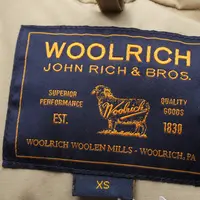 WOOLRICH
JOHN RICH & BROS.
SUPERIOR PERFORMANCE
EST.
Woolrich
QUALITY GOODS
1830
WOOLRICH WOOLEN MILLS - WOOLRICH, PA
XS